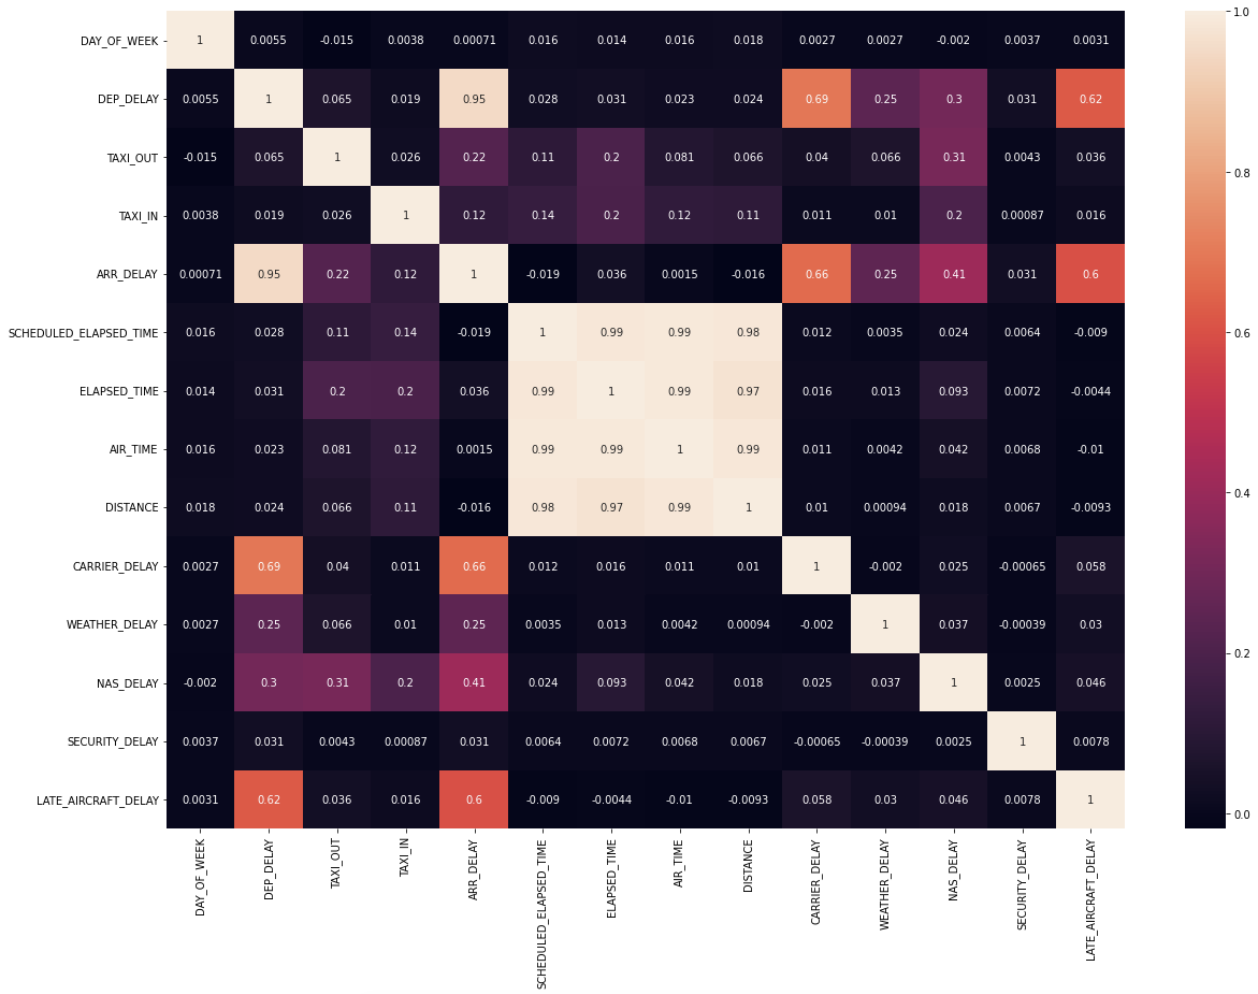 DAY_OF_WEEK 1 0.0055 -0.015 0.0038 0.00071 0.016 0.014 0.016 0.018 0.0027 0.0027 -0.002 0.0037 0.0031
DEP_DELAY 0.0055 1 0.065 0.019 0.95 0.028 0.031 0.023 0.024 0.69 0.25 0.3 0.031 0.62
TAXI_OUT -0.015 0.065 1 0.026 0.22 0.11 0.2 0.081 0.066 0.04 0.066 0.31 0.0043 0.036
TAXI_IN 0.0038 0.019 0.026 1 0.12 0.14 0.2 0.12 0.11 0.011 0.01 0.2 0.00087 0.016
ARR_DELAY 0.00071 0.95 0.22 0.12 1 -0.019 0.036 0.0015 -0.016 0.66 0.25 0.41 0.031 0.6
SCHEDULED_ELAPSED_TIME 0.016 0.028 0.11 0.14 -0.019 1 0.99 0.99 0.98 0.012 0.0035 0.024 0.0064 -0.009
ELAPSED_TIME 0.014 0.031 0.2 0.2 0.036 0.99 1 0.99 0.97 0.016 0.013 0.093 0.0072 -0.0044
AIR_TIME 0.016 0.023 0.081 0.12 0.0015 0.99 0.99 1 0.99 0.011 0.0042 0.042 0.0068 -0.01
DISTANCE 0.018 0.024 0.066 0.11 -0.016 0.98 0.97 0.99 1 0.01 0.00094 0.018 0.0067 -0.0093
CARRIER_DELAY 0.0027 0.69 0.04 0.011 0.66 0.012 0.016 0.011 0.01 1 -0.002 0.025 -0.00065 0.058
WEATHER_DELAY 0.0027 0.25 0.066 0.01 0.25 0.0035 0.013 0.0042 0.00094 -0.002 1 0.037 -0.00039 0.03
NAS_DELAY -0.002 0.3 0.31 0.2 0.41 0.024 0.093 0.042 0.018 0.025 0.037 1 0.0025 0.046
SECURITY_DELAY 0.0037 0.031 0.0043 0.00087 0.031 0.0064 0.0072 0.0068 0.0067 -0.00065 -0.00039 0.0025 1 0.0078
LATE_AIRCRAFT_DELAY 0.0031 0.62 0.036 0.016 0.6 -0.009 -0.0044 -0.01 -0.0093 0.058 0.03 0.046 0.0078 1
DAY_OF_WEEK
DEP_DELAY
TAXI_OUT
TAXI_IN
ARR_DELAY
SCHEDULED_ELAPSED_TIME
ELAPSED_TIME
AIR_TIME
DISTANCE
CARRIER_DELAY
WEATHER_DELAY
NAS_DELAY
SECURITY_DELAY
LATE_AIRCRAFT_DELAY
1.0
0.8
0.6
0.4
0.2
0.0